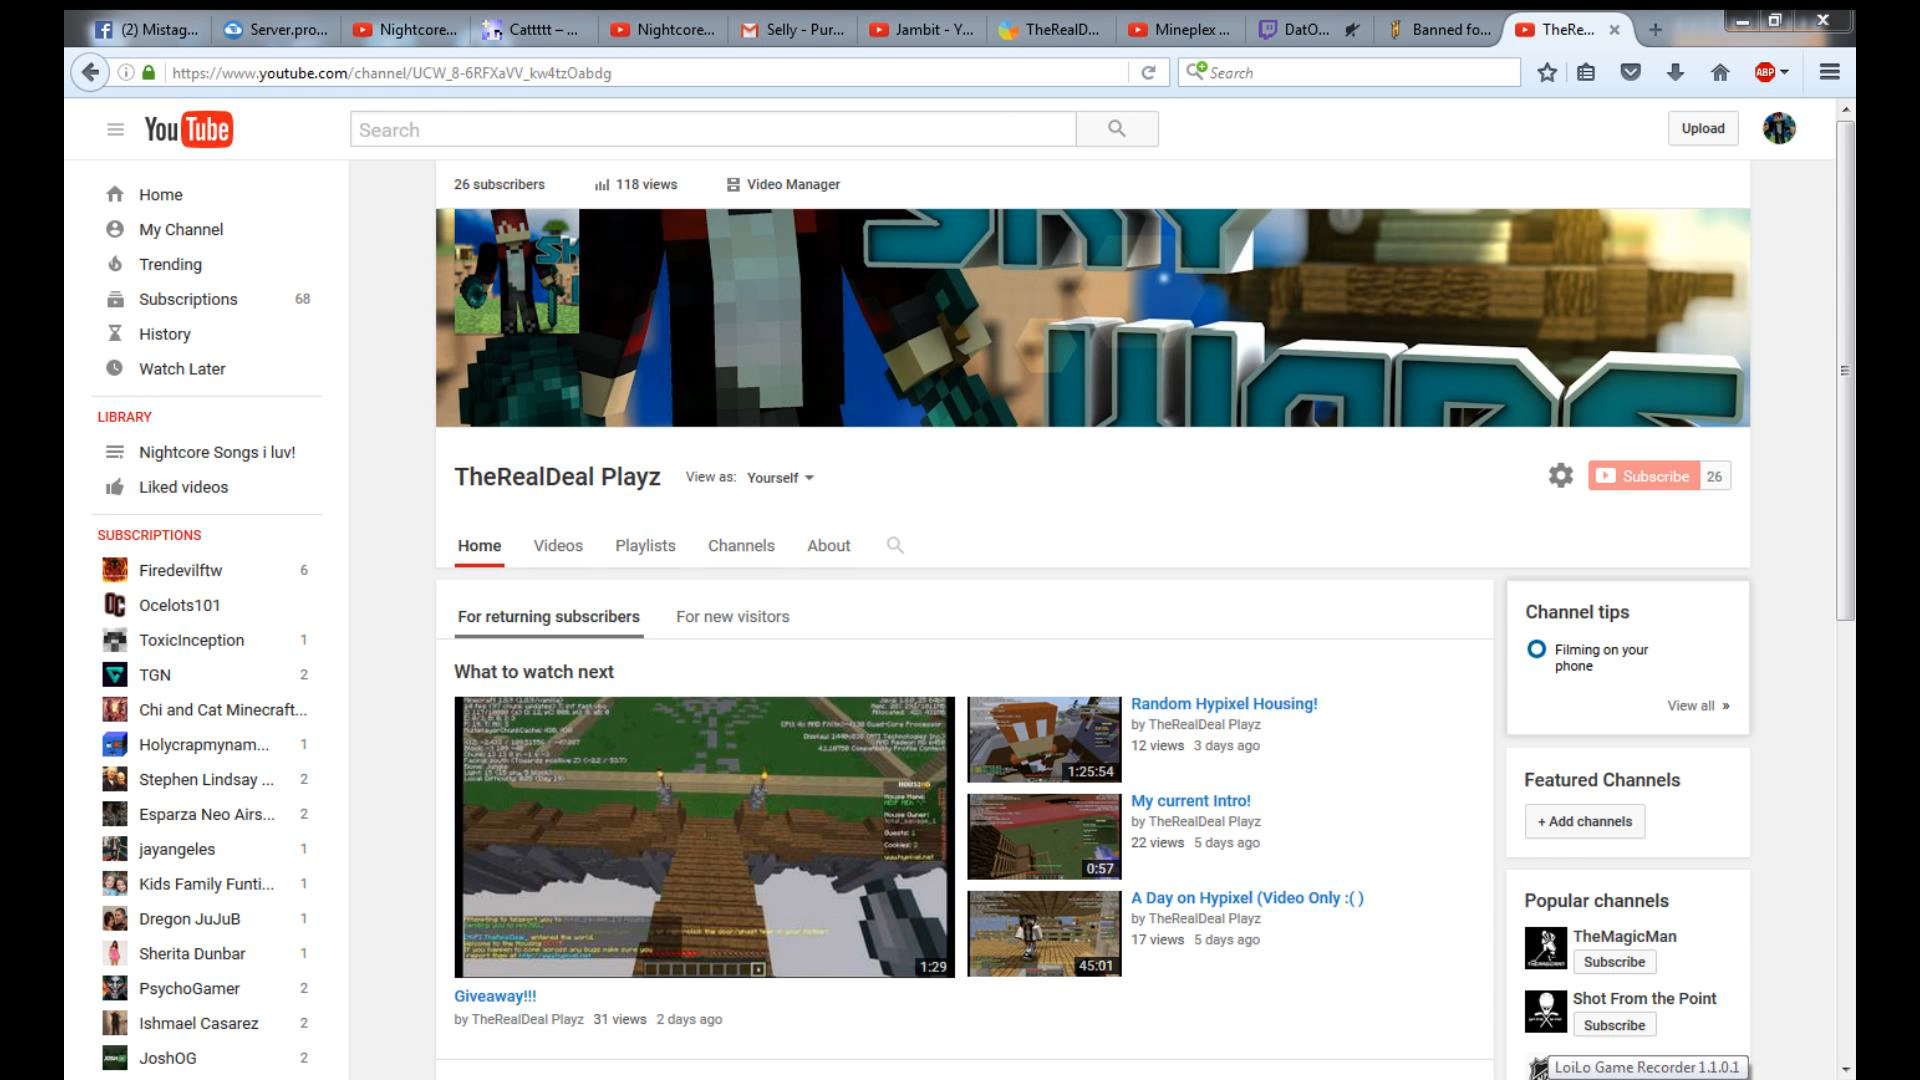 (2) Mistag...
Server.pro...
Nightcore...
Cattttt – ...
Nightcore...
Selly - Pur...
Jambit - Y...
TheRealD...
Mineplex ...
DatO...
Banned fo...
TheRe...
https://www.youtube.com/channel/UCW_8-6RFXaVV_kw4tzOabdg
Search
ABP
YouTube
Search
Upload
Home
My Channel
Trending
Subscriptions 68
History
Watch Later
LIBRARY
Nightcore Songs i luv!
Liked videos
SUBSCRIPTIONS
Firedevilftw 6
Ocelots101
ToxicInception 1
TGN 2
Chi and Cat Minecraft...
Holycrapmynam... 1
Stephen Lindsay ... 2
Esparza Neo Airs... 2
jayangeles 1
Kids Family Funti... 1
Dregon JuJuB 1
Sherita Dunbar 1
PsychoGamer 2
Ishmael Casarez 2
JoshOG 2
26 subscribers 118 views Video Manager
SKY
WARS
TheRealDeal Playz View as: Yourself
Subscribe 26
Home Videos Playlists Channels About
For returning subscribers For new visitors
What to watch next
1:29
Giveaway!!!
by TheRealDeal Playz 31 views 2 days ago
1:25:54
Random Hypixel Housing!
by TheRealDeal Playz
12 views 3 days ago
0:57
My current Intro!
by TheRealDeal Playz
22 views 5 days ago
45:01
A Day on Hypixel (Video Only :( )
by TheRealDeal Playz
17 views 5 days ago
Channel tips
Filming on your
phone
View all »
Featured Channels
+ Add channels
Popular channels
TheMagicMan
Subscribe
Shot From the Point
Subscribe
LoiLo Game Recorder 1.1.0.1